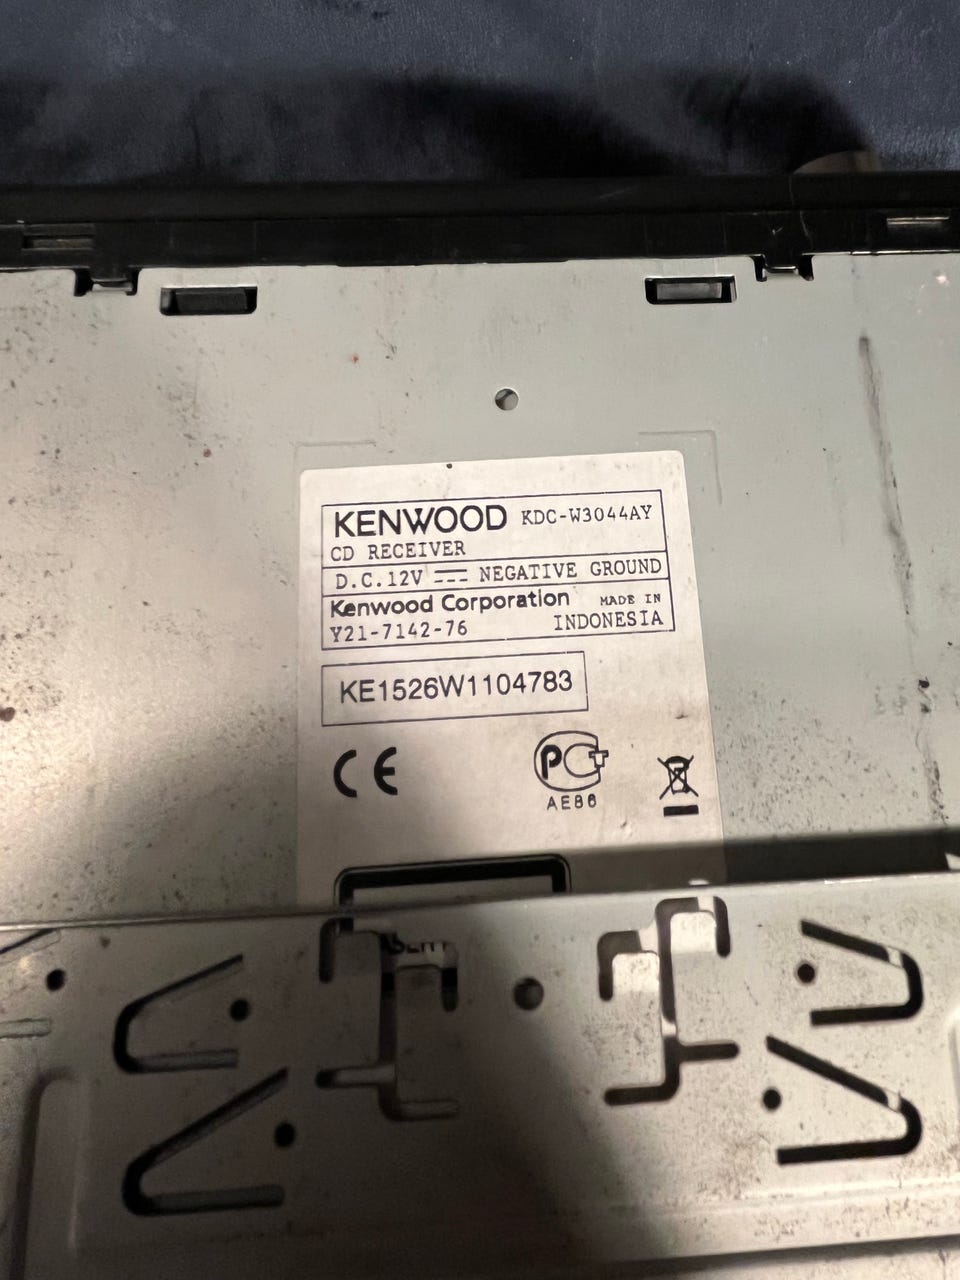 KENWOOD KDC-W3044AY
CD RECEIVER
D.C.12V NEGATIVE GROUND
Kenwood Corporation MADE IN
Y21-7142-76 INDONESIA
KE1526W1104783
CE
PCT
AE86